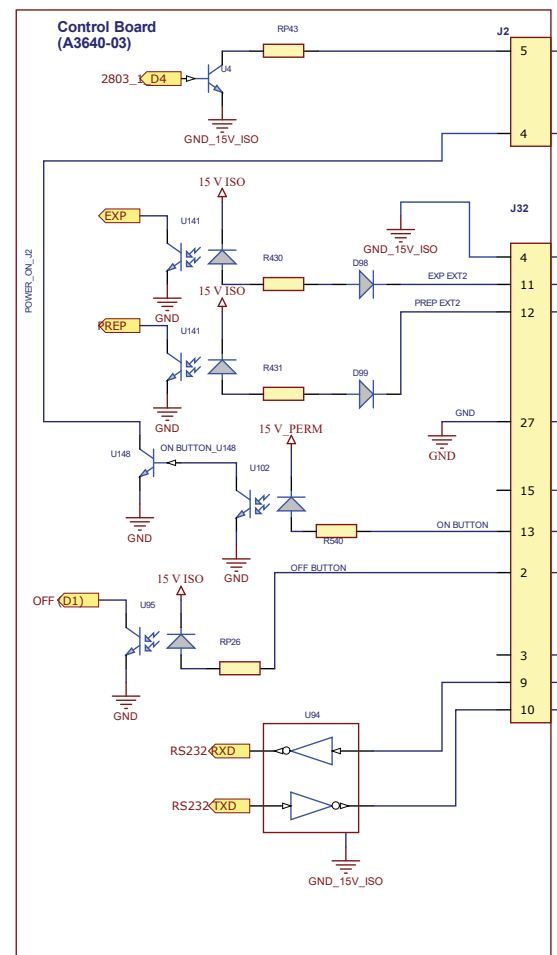 Control Board
(A3640-03)
RP43
J2
5
U4
2803_1_D4
GND_15V_ISO
4
15 V ISO
J32
EXP
U141
GND_15V_ISO
4
R430
D98
EXP EXT2
11
POWER_ON_J2
GND
15 V ISO
PREP EXT2
12
PREP
U141
R431
D99
GND
GND
27
15 V_PERM
GND
ON BUTTON_U148
U148
U102
15
ON BUTTON
13
R540
GND
GND
OFF BUTTON
2
15 V ISO
OFF (D1)
U95
RP26
3
GND
9
10
U94
RS232 RXD
RS232 TXD
GND_15V_ISO